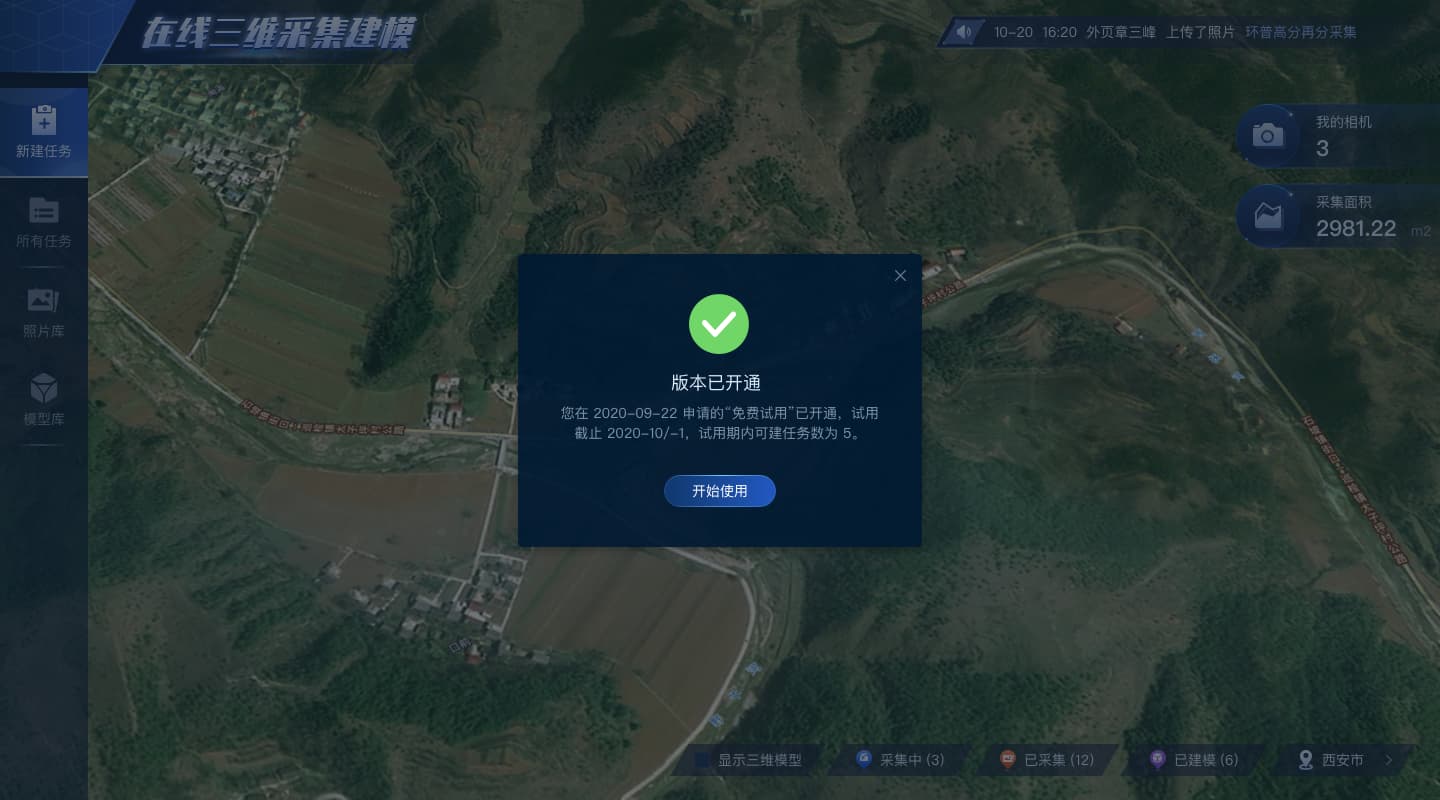 在线三维采集建模
10-20 16:20 外页章三峰 上传了照片 环普高分再分采集
新建任务
所有任务
照片库
模型库
我的相机
3
采集面积
2981.22 m2
版本已开通
您在 2020-09-22 申请的“免费试用”已开通，试用
截止 2020-10/-1，试用期内可建任务数为 5。
开始使用
显示三维模型
采集中 (3)
已采集 (12)
已建模 (6)
西安市